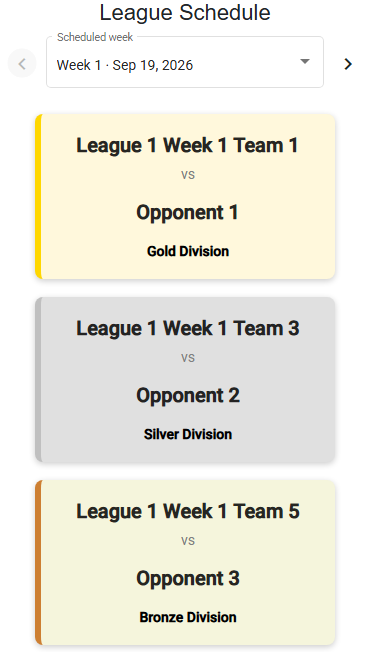 League Schedule
Scheduled week
Week 1 · Sep 19, 2026
League 1 Week 1 Team 1
vs
Opponent 1
Gold Division
League 1 Week 1 Team 3
vs
Opponent 2
Silver Division
League 1 Week 1 Team 5
vs
Opponent 3
Bronze Division